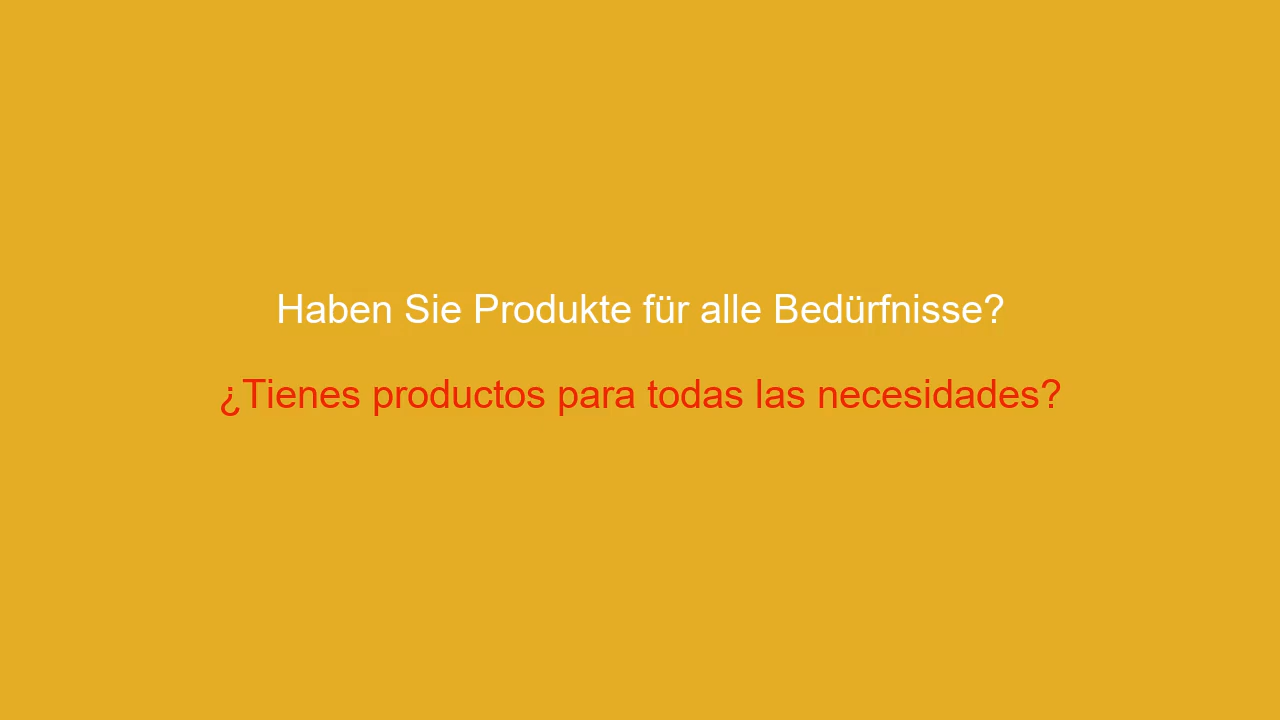 Haben Sie Produkte für alle Bedürfnisse?
¿Tienes productos para todas las necesidades?